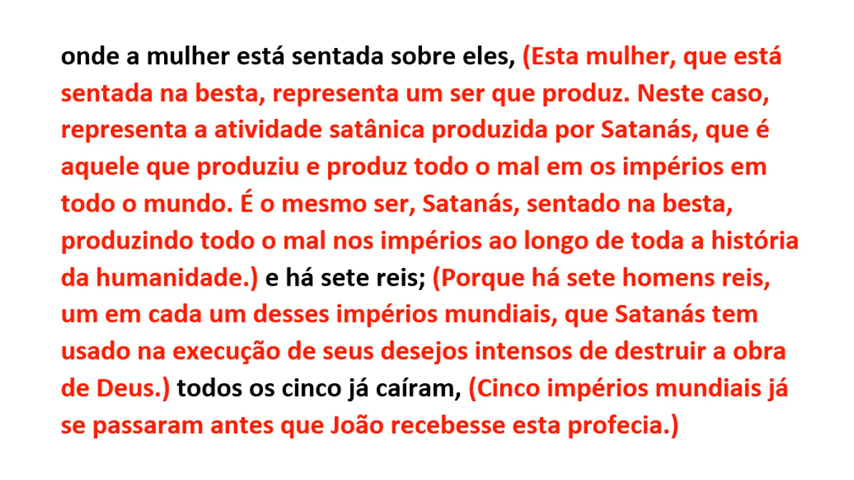 onde a mulher está sentada sobre eles, (Esta mulher, que está
sentada na besta, representa um ser que produz. Neste caso,
representa a atividade satânica produzida por Satanás, que é
aquele que produziu e produz todo o mal em os impérios em
todo o mundo. É o mesmo ser, Satanás, sentado na besta,
produzindo todo o mal nos impérios ao longo de toda a história
da humanidade.) e há sete reis; (Porque há sete homens reis,
um em cada um desses impérios mundiais, que Satanás tem
usado na execução de seus desejos intensos de destruir a obra
de Deus.) todos os cinco já caíram, (Cinco impérios mundiais já
se passaram antes que João recebesse esta profecia.)